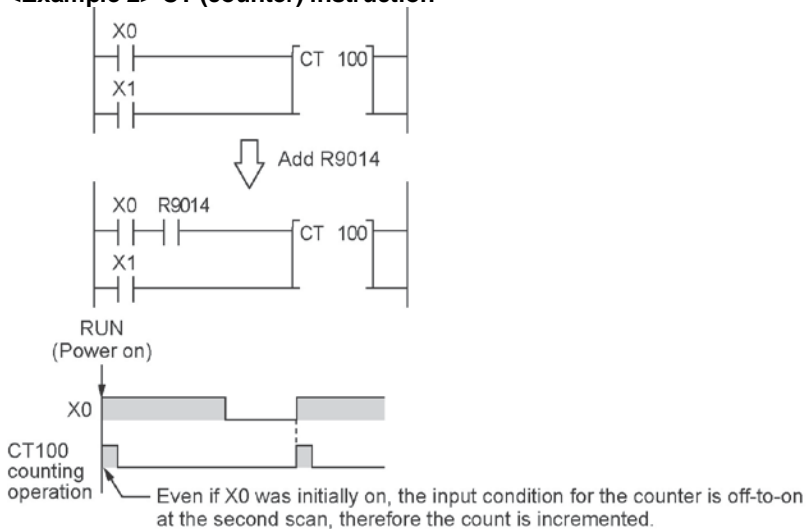 <Example 2> CT (counter) instruction
X0
CT 100
X1
Add R9014
X0 R9014
CT 100
X1
RUN
(Power on)
X0
CT100
counting
operation
Even if X0 was initially on, the input condition for the counter is off-to-on
at the second scan, therefore the count is incremented.